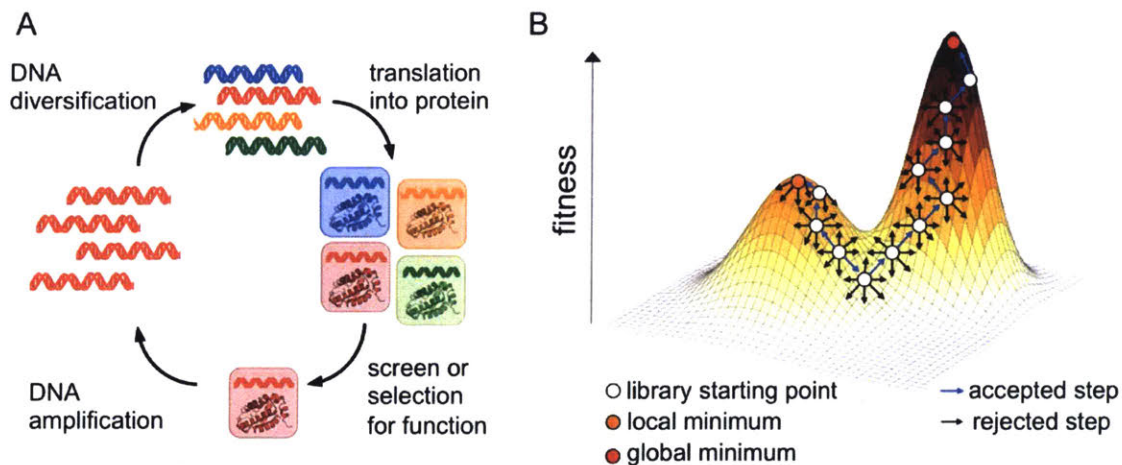 A
DNA
diversification
translation
into protein
screen or
selection
for function
DNA
amplification
B
fitness
library starting point
local minimum
global minimum
accepted step
rejected step